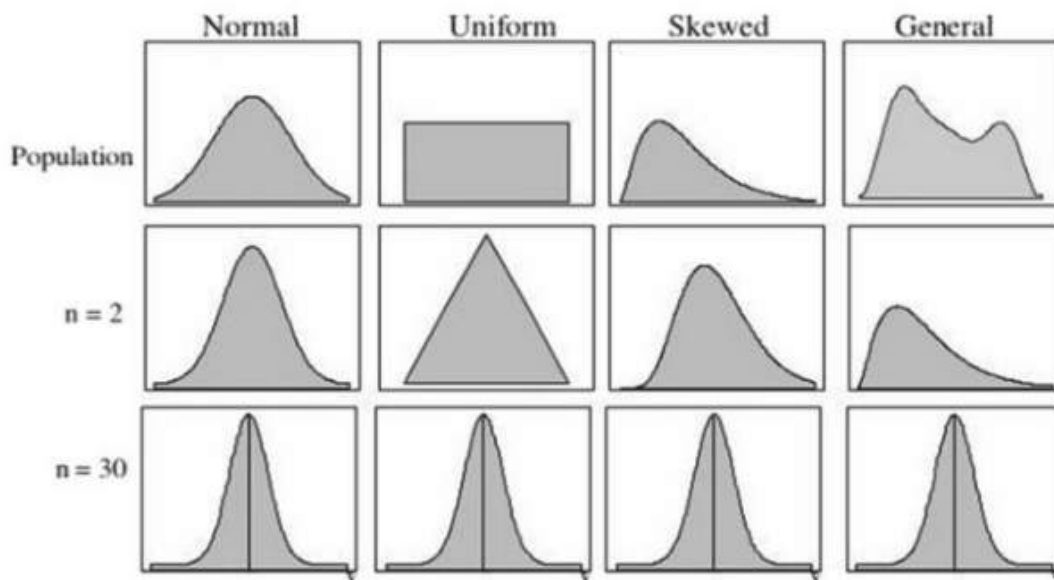 Normal Uniform Skewed General
Population
n = 2
n = 30